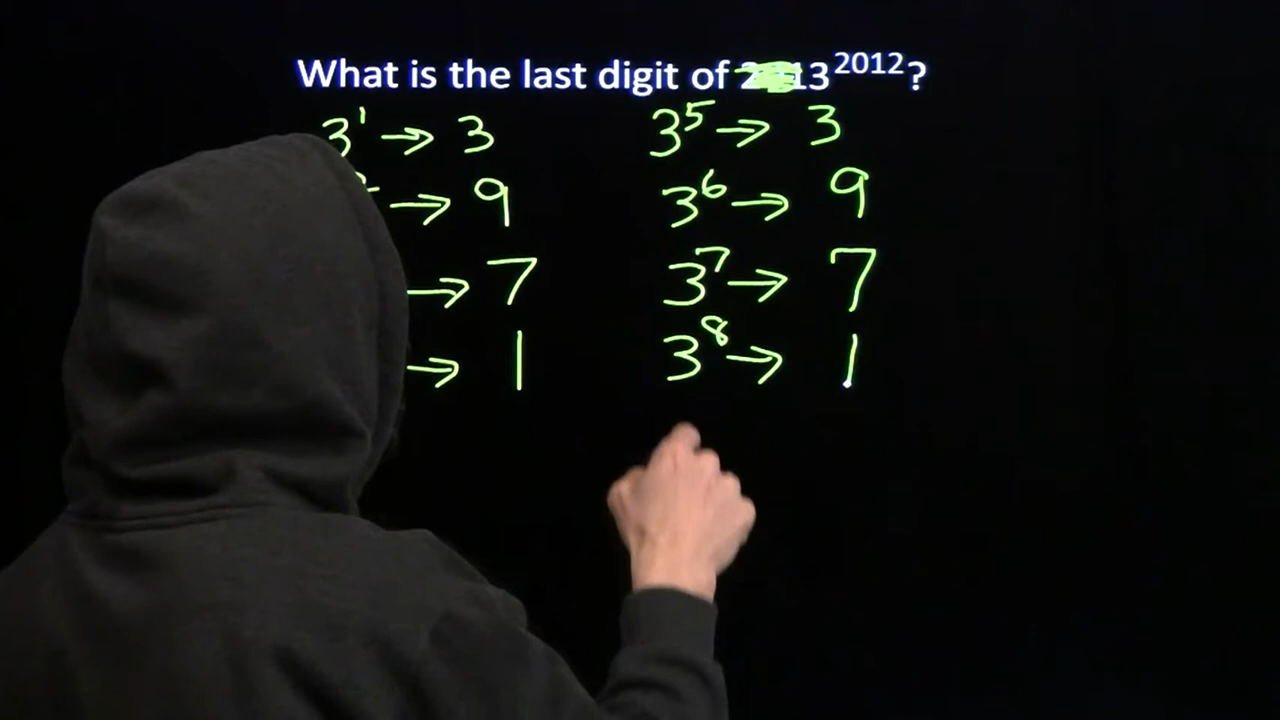 What is the last digit of 13^2012?
3^1 → 3 3^5 → 3
→ 9 3^6 → 9
→ 7 3^7 → 7
→ 1 3^8 → 1